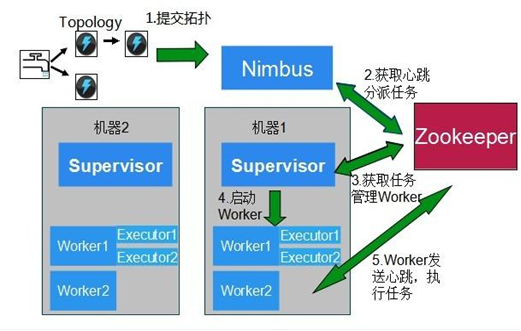 Topology
1.提交拓扑
Nimbus
2.获取心跳
分派任务
Zookeeper
机器2
Supervisor
Worker1
Executor1
Executor2
Worker2
机器1
Supervisor
3.获取任务
管理Worker
4.启动
Worker
Worker1
Executor1
Executor2
Worker2
5.Worker发
送心跳，执
行任务